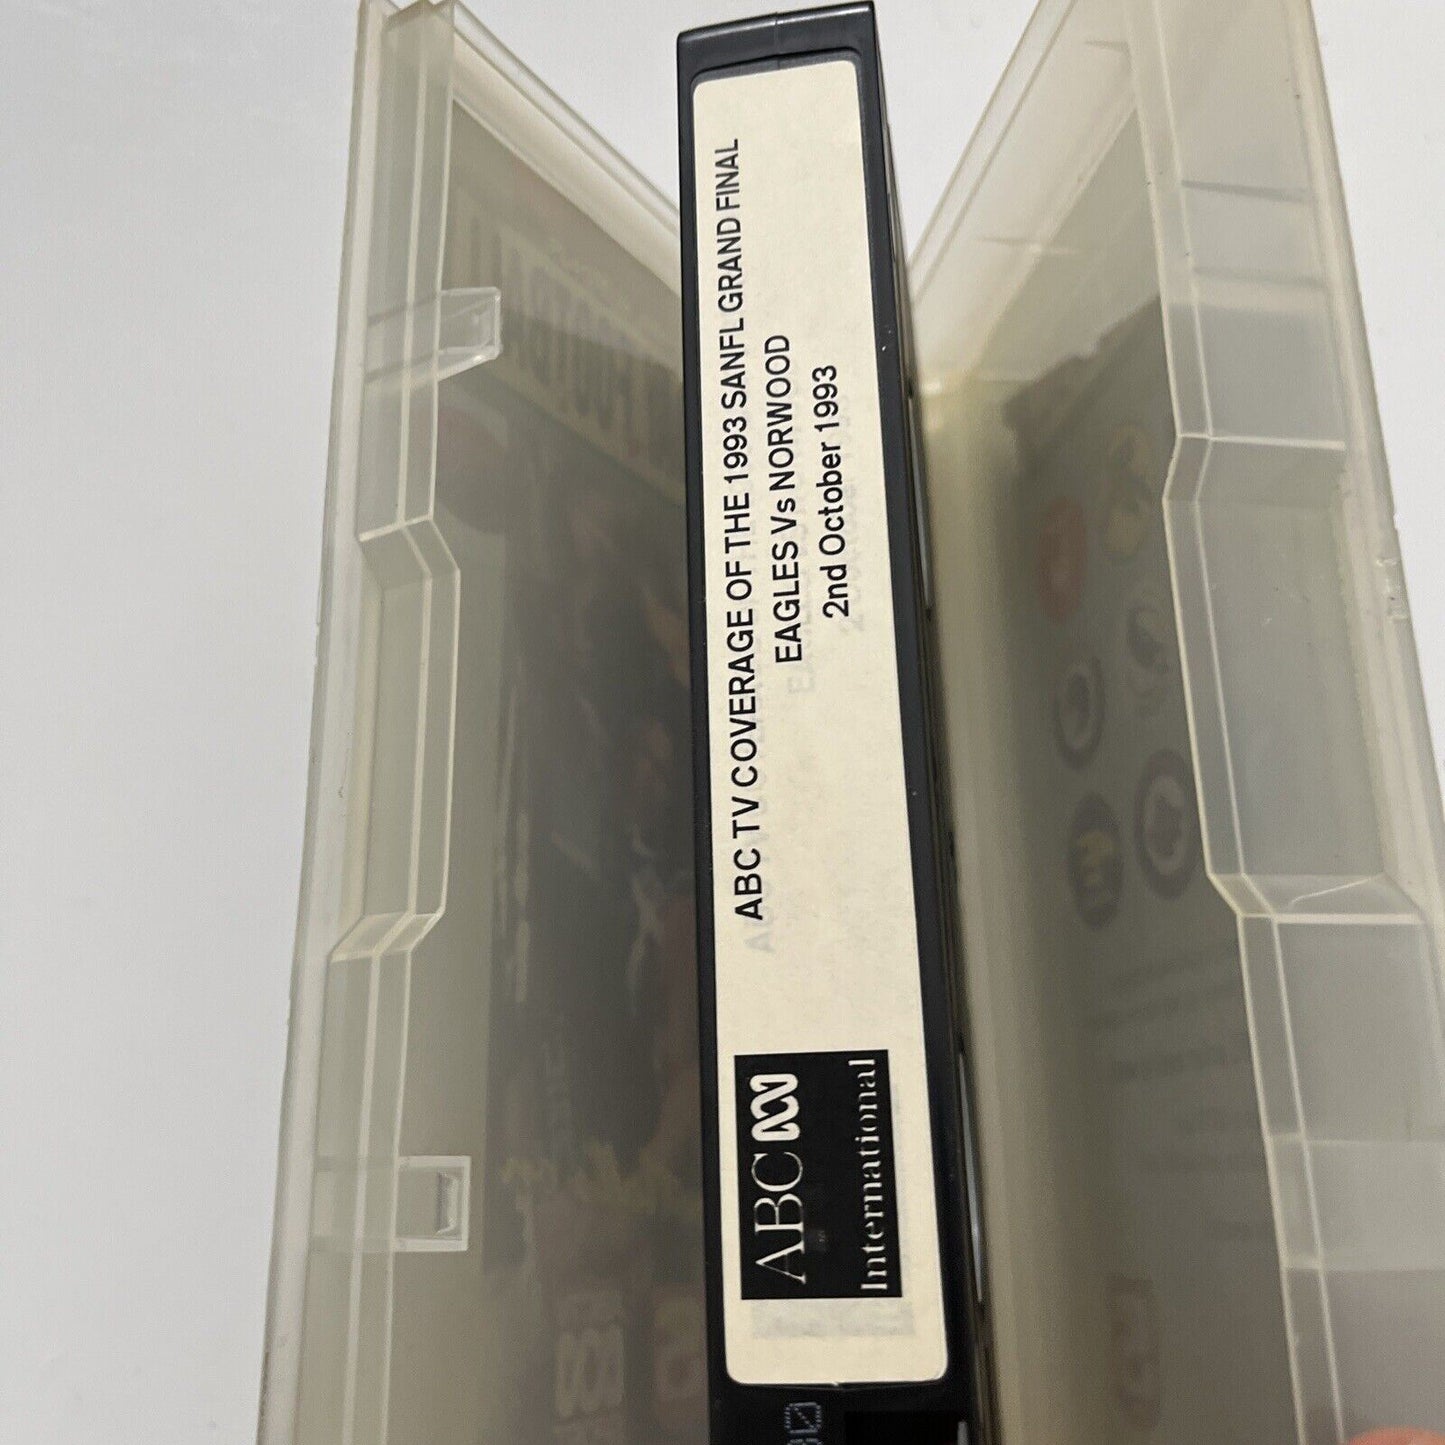 ABC TV COVERAGE OF THE 1993 SANFL GRAND FINAL
EAGLES Vs NORWOOD
2nd October 1993
ABC
International